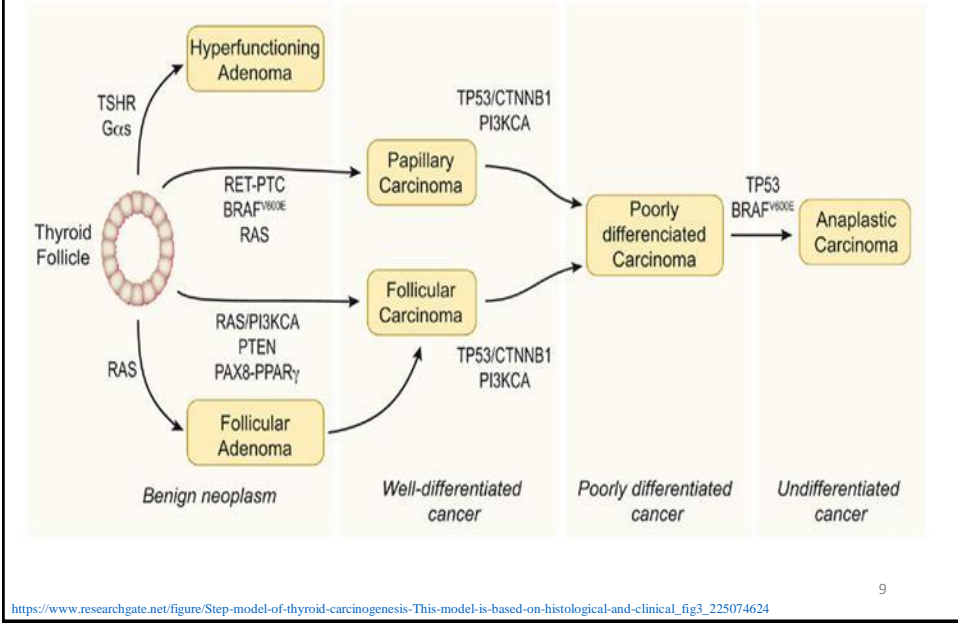 Hyperfunctioning
Adenoma
TSHR
Gαs
TP53/CTNNB1
PI3KCA
Papillary
Carcinoma
RET-PTC
BRAFV600E
RAS
Thyroid
Follicle
Poorly
differenciated
Carcinoma
TP53
BRAFV600E
Anaplastic
Carcinoma
Follicular
Carcinoma
RAS/PI3KCA
PTEN
PAX8-PPARγ
TP53/CTNNB1
PI3KCA
RAS
Follicular
Adenoma
Benign neoplasm
Well-differentiated
cancer
Poorly differentiated
cancer
Undifferentiated
cancer
9
https://www.researchgate.net/figure/Step-model-of-thyroid-carcinogenesis-This-model-is-based-on-histological-and-clinical_fig3_225074624